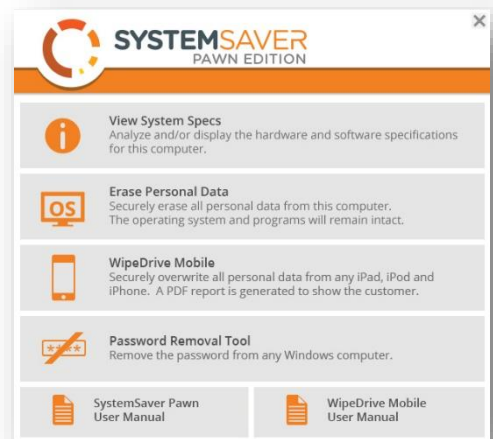 SYSTEMSAVER
PAWN EDITION
View System Specs
Analyze and/or display the hardware and software specifications
for this computer.
OS
Erase Personal Data
Securely erase all personal data from this computer.
The operating system and programs will remain intact.
WipeDrive Mobile
Securely overwrite all personal data from any iPad, iPod and
iPhone. A PDF report is generated to show the customer.
****
Password Removal Tool
Remove the password from any Windows computer.
SystemSaver Pawn
User Manual
WipeDrive Mobile
User Manual